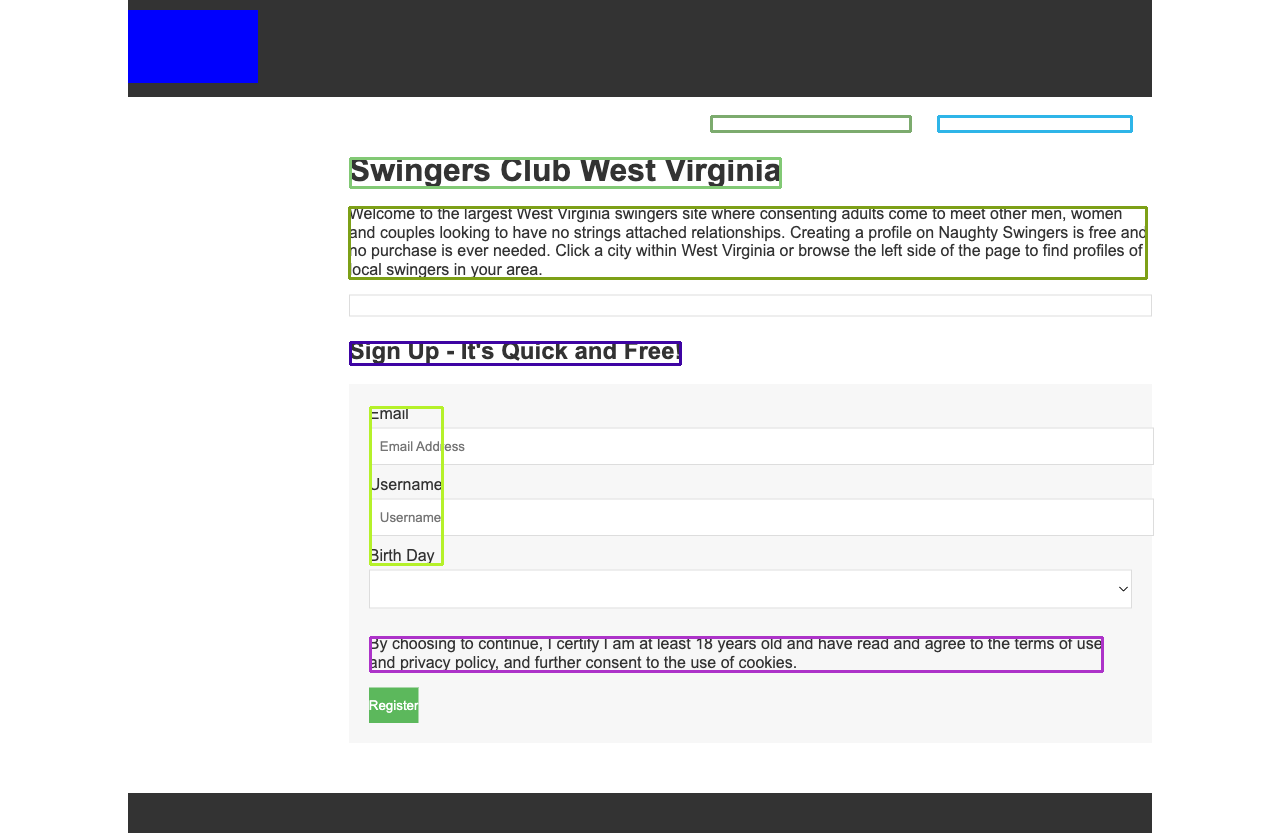 Swingers Club West Virginia
Welcome to the largest West Virginia swingers site where consenting adults come to meet other men, women
and couples looking to have no strings attached relationships. Creating a profile on Naughty Swingers is free and
no purchase is ever needed. Click a city within West Virginia or browse the left side of the page to find profiles of
local swingers in your area.
Sign Up - It's Quick and Free!
Email
Email Address
Username
Username
Birth Day
By choosing to continue, I certify I am at least 18 years old and have read and agree to the terms of use
and privacy policy, and further consent to the use of cookies.
Register